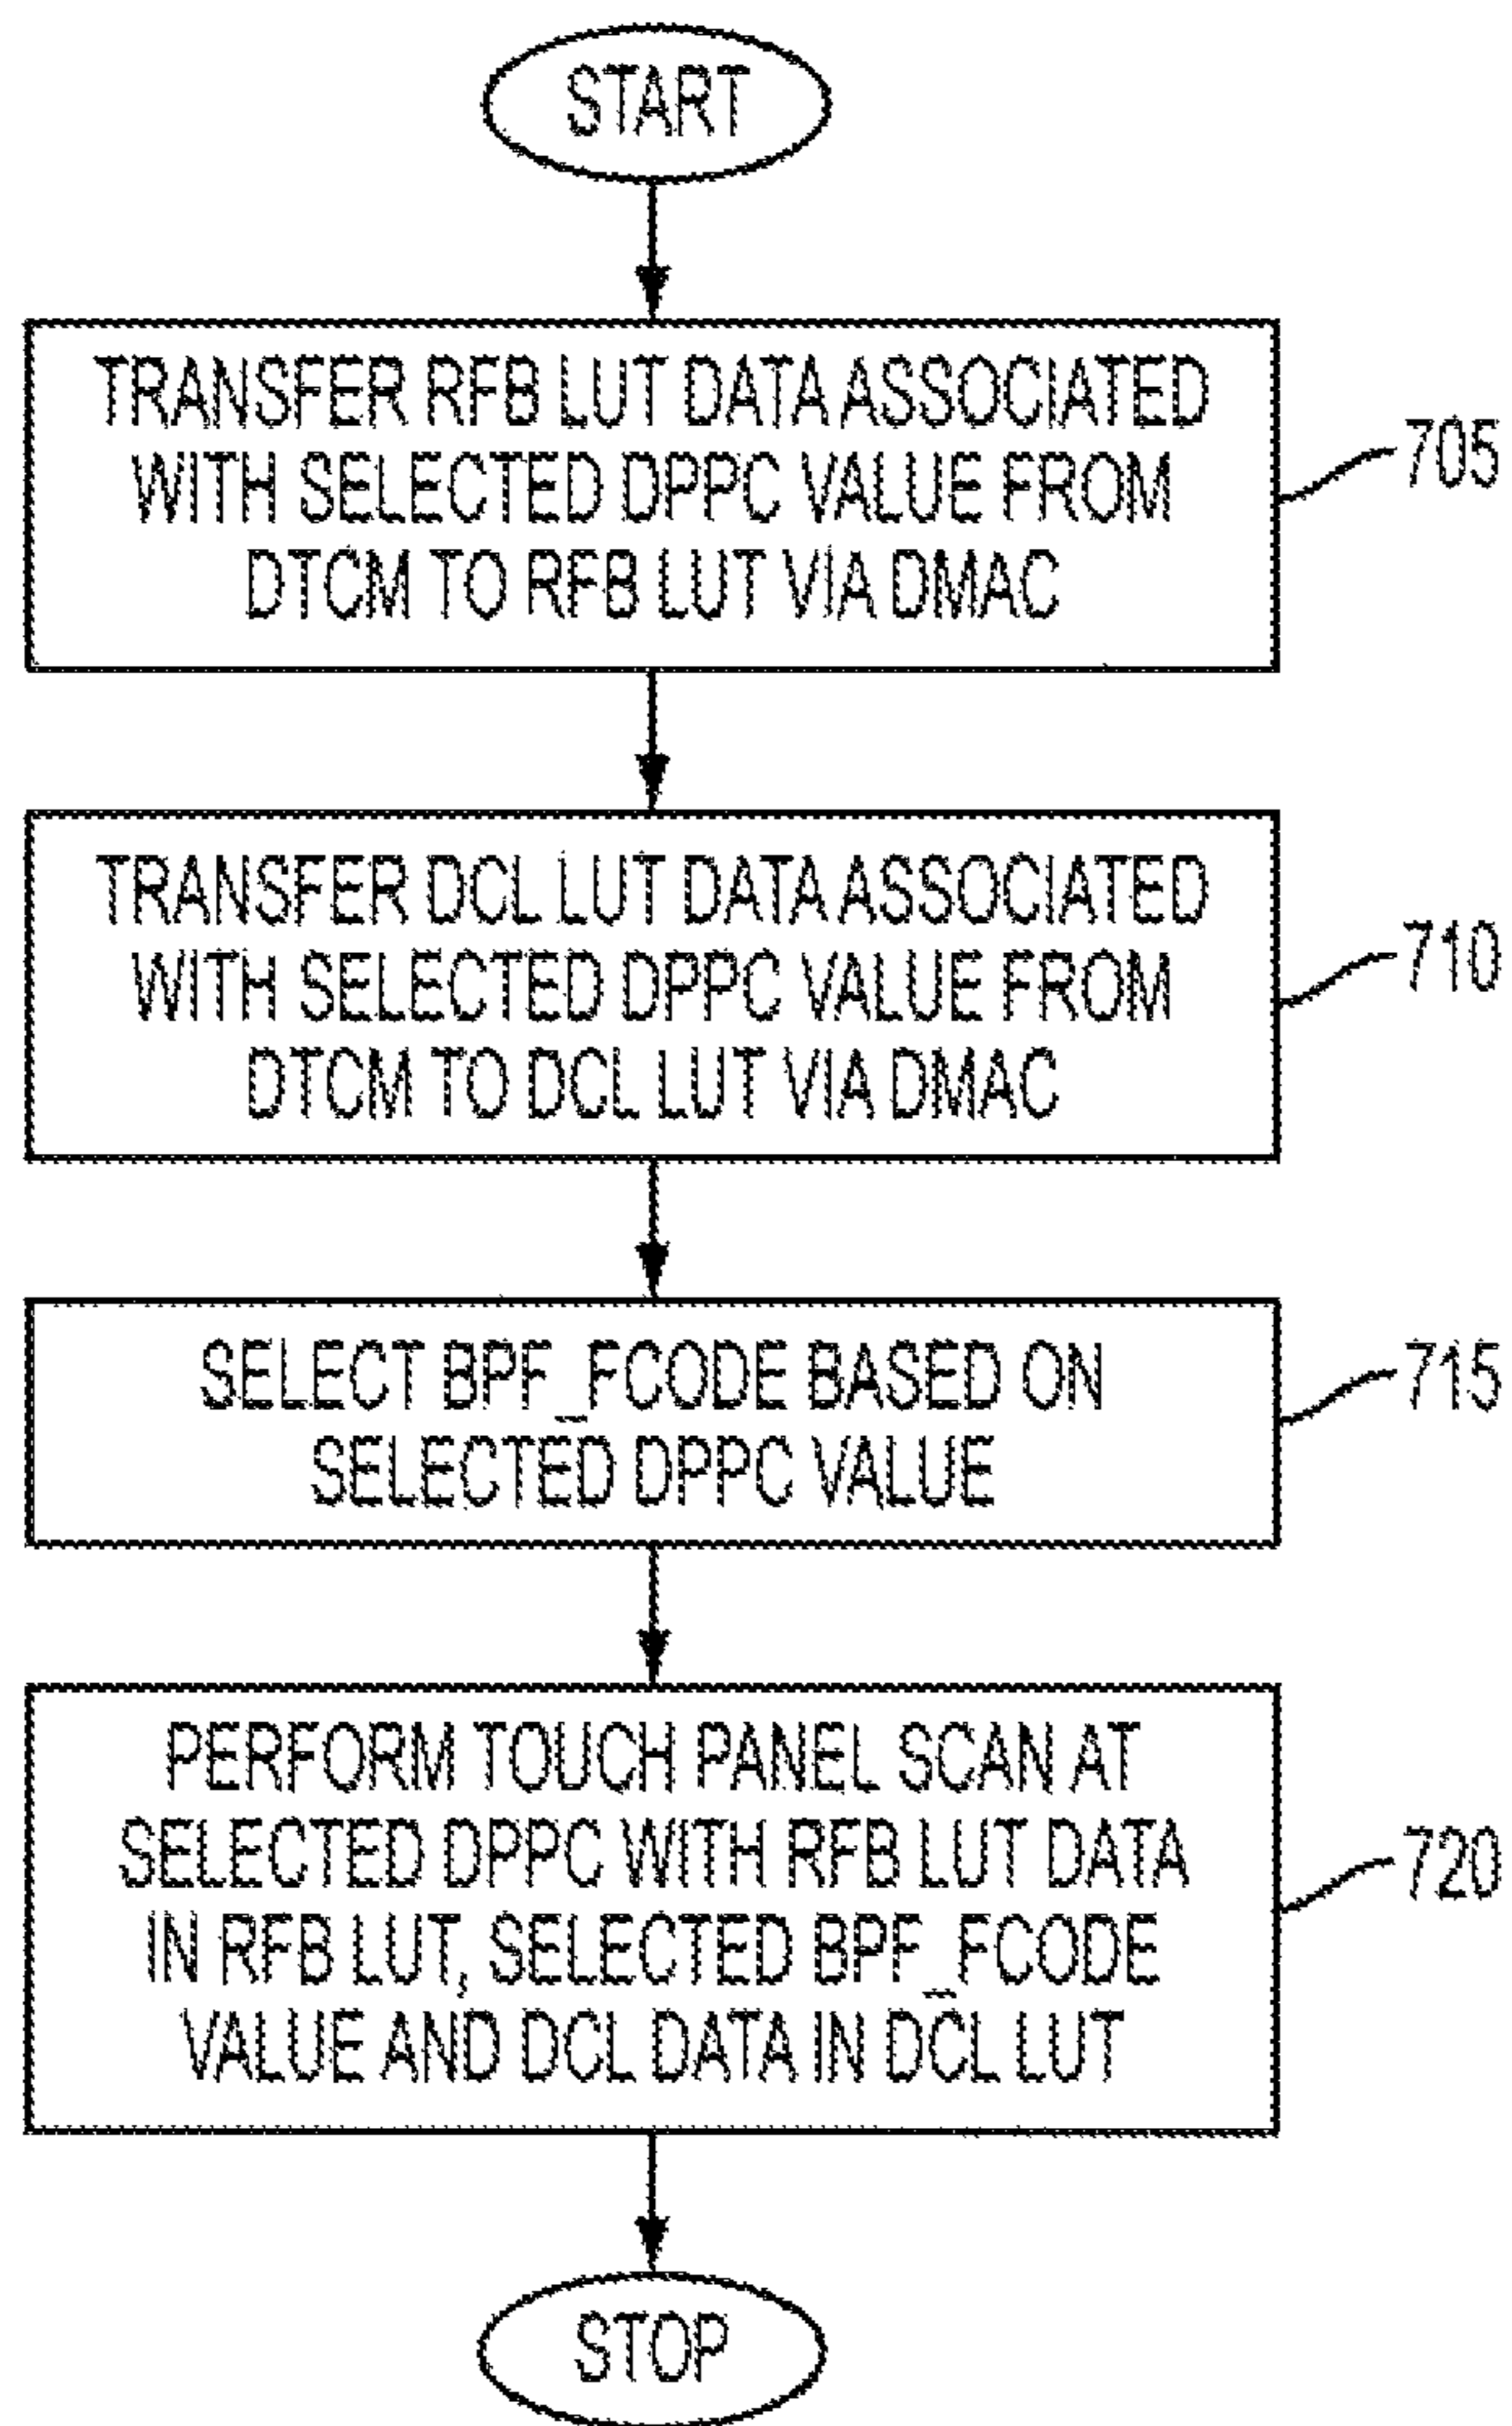 START
TRANSFER RFB LUT DATA ASSOCIATED
WITH SELECTED DPPC VALUE FROM
DTCM TO RFB LUT VIA DMAC
705
TRANSFER DCL LUT DATA ASSOCIATED
WITH SELECTED DPPC VALUE FROM
DTCM TO DCL LUT VIA DMAC
710
SELECT BPF_FCODE BASED ON
SELECTED DPPC VALUE
715
PERFORM TOUCH PANEL SCAN AT
SELECTED DPPC WITH RFB LUT DATA
IN RFB LUT, SELECTED BPF_FCODE
VALUE AND DCL DATA IN DCL LUT
720
STOP